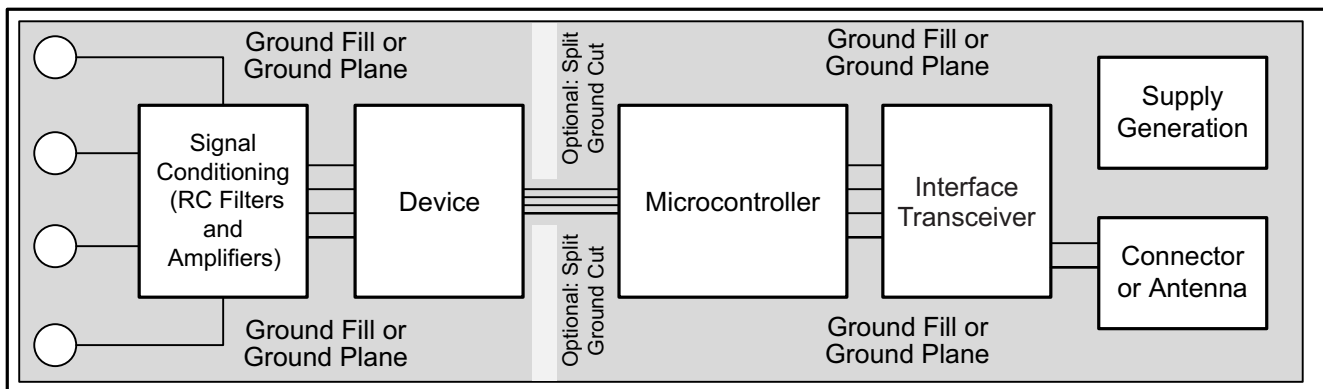 Ground Fill or
Ground Plane
Optional: Split
Ground Cut
Ground Fill or
Ground Plane
Supply
Generation
Signal
Conditioning
(RC Filters
and
Amplifiers)
Device
Microcontroller
Interface
Transceiver
Connector
or Antenna
Ground Fill or
Ground Plane
Optional: Split
Ground Cut
Ground Fill or
Ground Plane